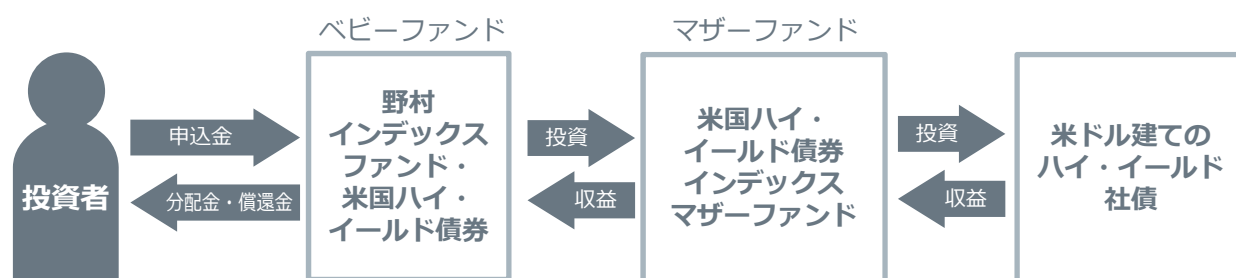 ベビーファンド
マザーファンド
投資者
申込金
分配金・償還金
野村
インデックス
ファンド・
米国ハイ・
イールド債券
投資
収益
米国ハイ・
イールド債券
インデックス
マザーファンド
投資
収益
米ドル建ての
ハイ・イールド
社債